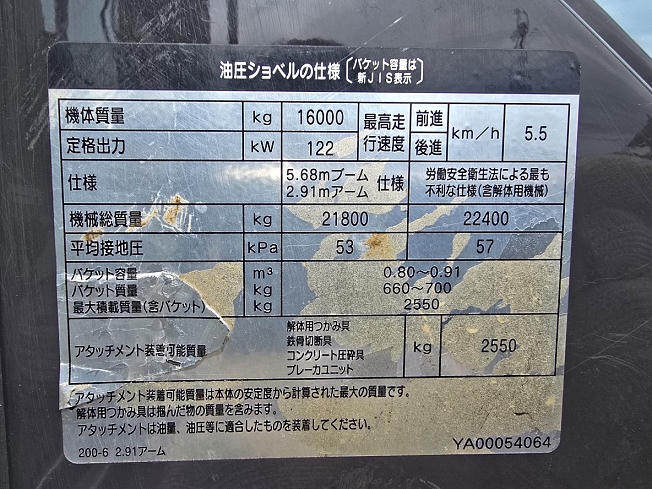 油圧ショベルの仕様〔バケット容量は新JIS表示〕
機体質量 kg 16000 最高走行速度 前進 後進 km/h 5.5
定格出力 kW 122
仕様 5.68mブーム 2.91mアーム 仕様 労働安全衛生法による最も不利な仕様(含解体用機械)
機械総質量 kg 21800 22400
平均接地圧 kPa 53 57
バケット容量 m³ 0.80～0.91
バケット質量 kg 660～700
最大積載質量(含バケット) kg 2550
アタッチメント装着可能質量 解体用つかみ具 鉄骨切断具 コンクリート圧砕具 ブレーカユニット kg 2550
アタッチメント装着可能質量は本体の安定度から計算された最大の質量です。
解体用つかみ具は掴んだ物の質量を含みます。
アタッチメントは油量、油圧等に適合したものを装着してください。
200-6 2.91アーム YA00054064